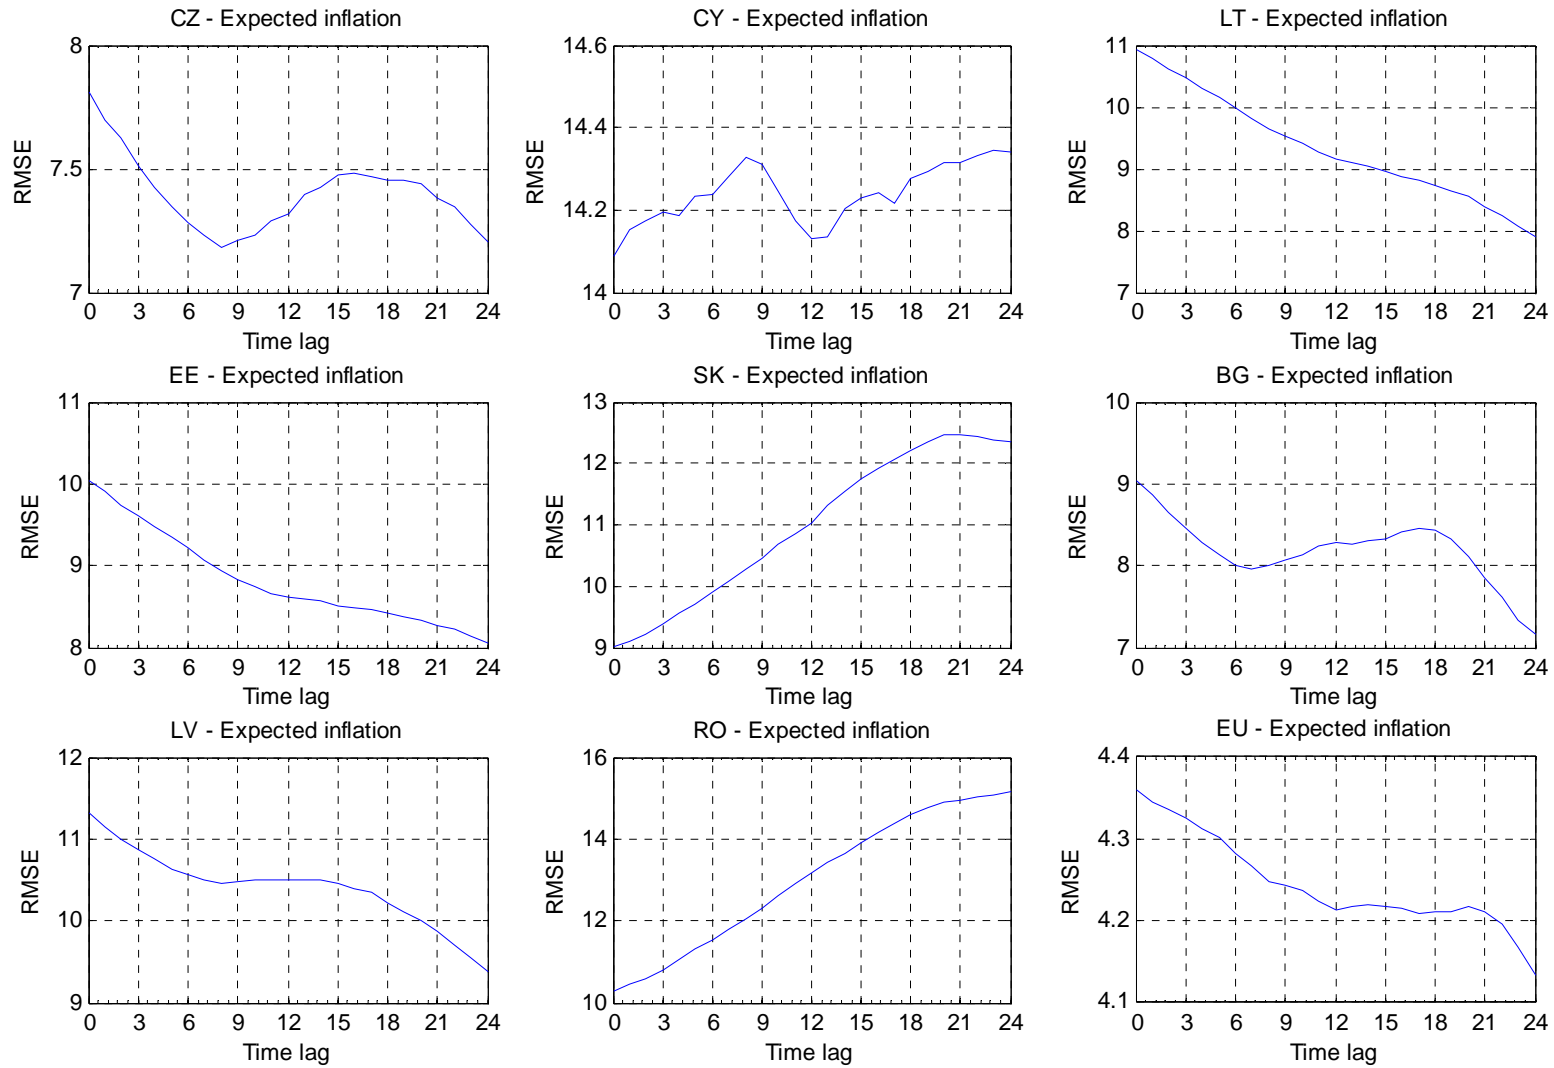 CZ - Expected inflation
8
7.5
7
RMSE
0 3 6 9 12 15 18 21 24
Time lag
CY - Expected inflation
14.6
14.4
14.2
14
RMSE
0 3 6 9 12 15 18 21 24
Time lag
LT - Expected inflation
11
10
9
8
7
RMSE
0 3 6 9 12 15 18 21 24
Time lag
EE - Expected inflation
11
10
9
8
RMSE
0 3 6 9 12 15 18 21 24
Time lag
SK - Expected inflation
13
12
11
10
9
RMSE
0 3 6 9 12 15 18 21 24
Time lag
BG - Expected inflation
10
9
8
7
RMSE
0 3 6 9 12 15 18 21 24
Time lag
LV - Expected inflation
12
11
10
9
RMSE
0 3 6 9 12 15 18 21 24
Time lag
RO - Expected inflation
16
14
12
10
RMSE
0 3 6 9 12 15 18 21 24
Time lag
EU - Expected inflation
4.4
4.3
4.2
4.1
RMSE
0 3 6 9 12 15 18 21 24
Time lag